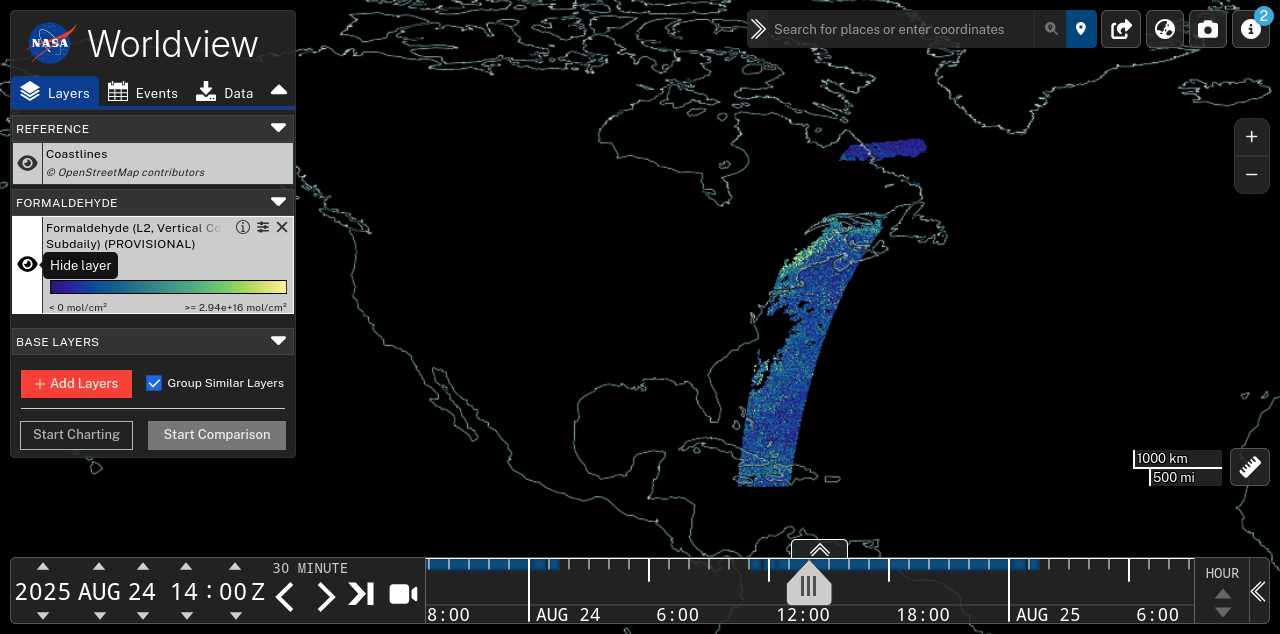 NASA
Worldview
Layers
Events
Data
REFERENCE
Coastlines
© OpenStreetMap contributors
FORMALDEHYDE
Formaldehyde (L2, Vertical Co
Subdaily) (PROVISIONAL)
Hide layer
< 0 mol/cm²
>= 2.94e+16 mol/cm²
BASE LAYERS
+ Add Layers
Group Similar Layers
Start Charting
Start Comparison
Search for places or enter coordinates
2
+
−
1000 km
500 mi
2025 AUG 24 14 : 00 Z
30 MINUTE
8:00
AUG 24
6:00
12:00
18:00
AUG 25
6:00
HOUR